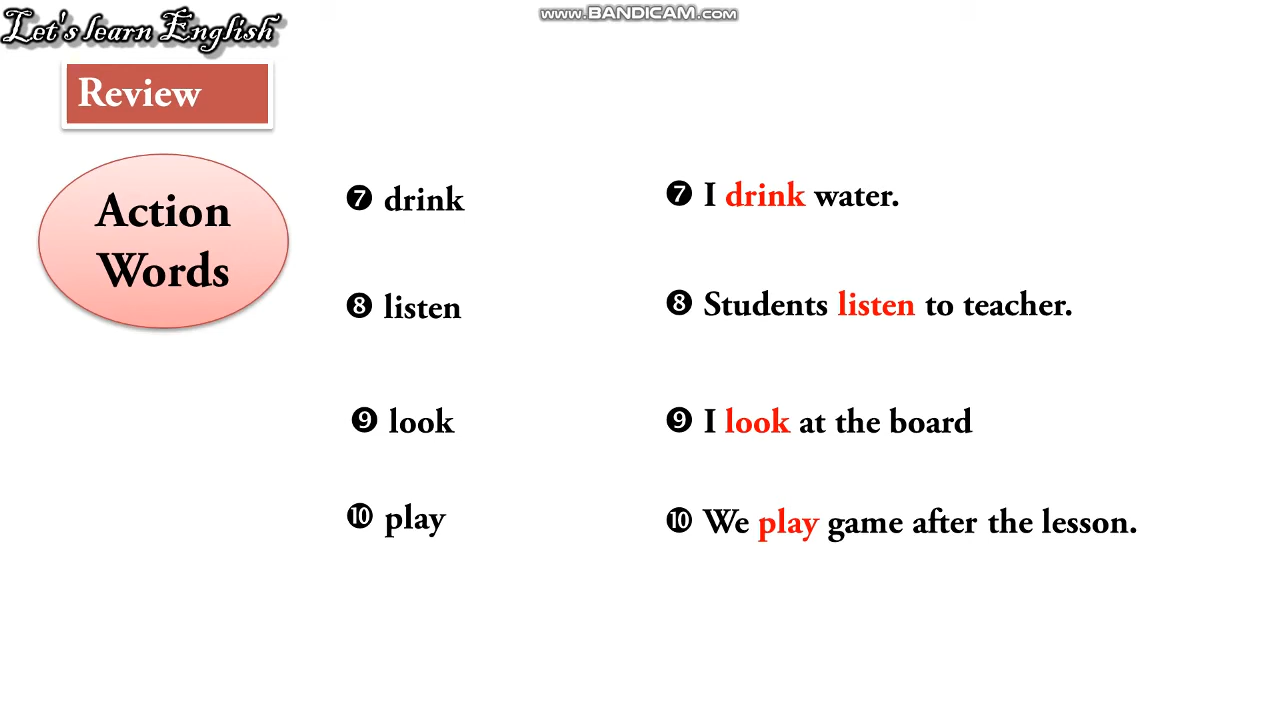 Let's learn English
www.BANDICAM.com
Review
Action
Words
❼ drink
❼ I drink water.
❽ listen
❽ Students listen to teacher.
❾ look
❾ I look at the board
❿ play
❿ We play game after the lesson.